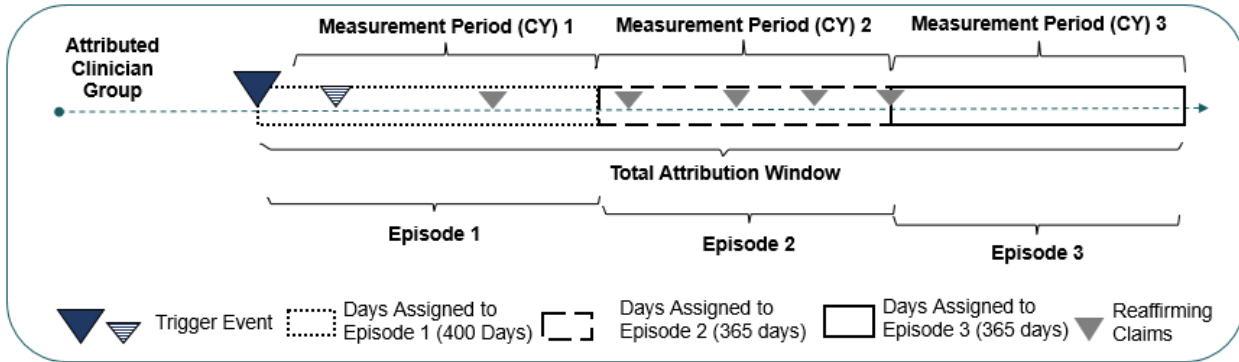 Measurement Period (CY) 1
Measurement Period (CY) 2
Measurement Period (CY) 3
Attributed
Clinician
Group
Total Attribution Window
Episode 1
Episode 2
Episode 3
Trigger Event
Days Assigned to
Episode 1 (400 Days)
Days Assigned to
Episode 2 (365 days)
Days Assigned to
Episode 3 (365 days)
Reaffirming
Claims